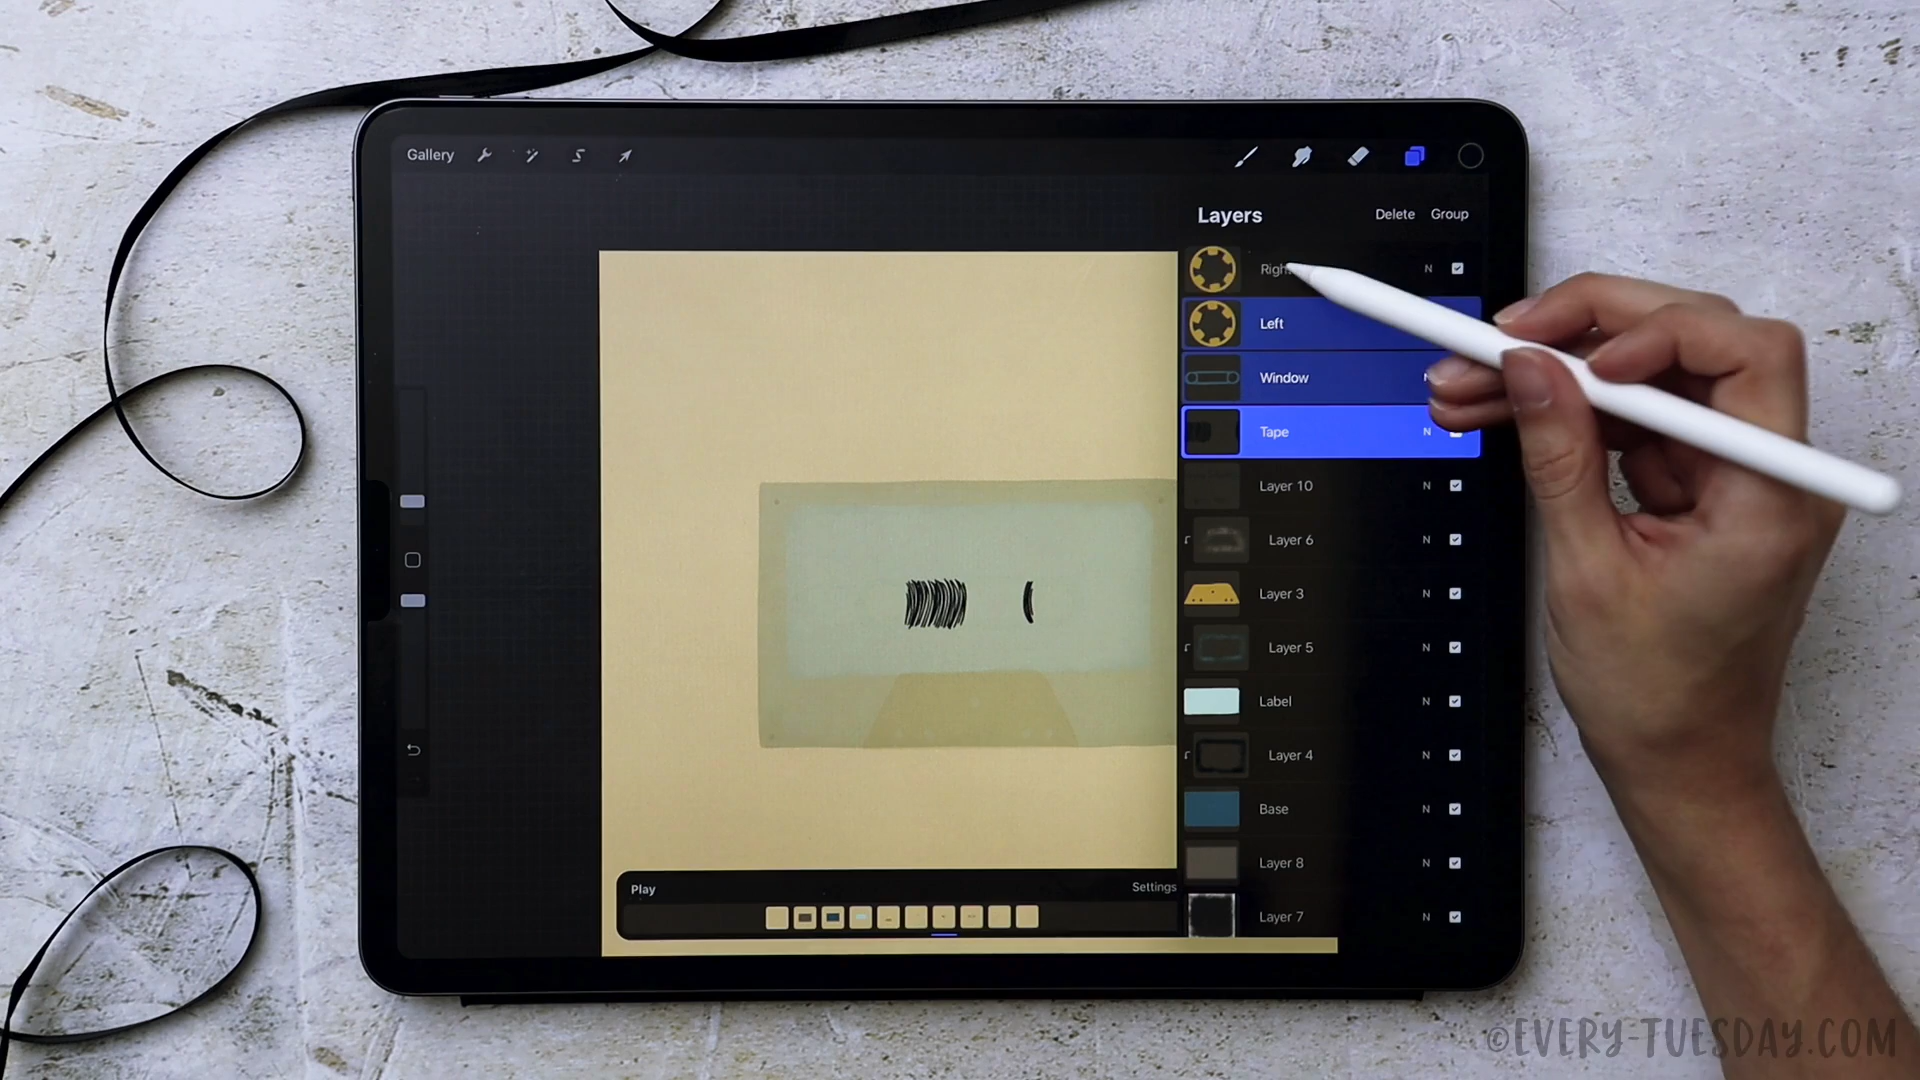 Gallery
Layers Delete Group
Right N
Left
Window N
Tape N
Layer 10 N
Layer 6 N
Layer 3 N
Layer 5 N
Label N
Layer 4 N
Base N
Layer 8 N
Layer 7 N
Play Settings
©EVERY-TUESDAY.COM